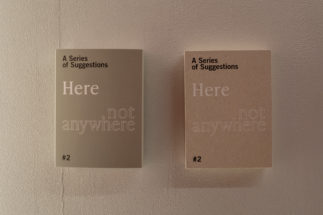 A Series
of Suggestions
Here
not
anywhere
#2
A Series
of Suggestions
Here
not
anywhere
#2